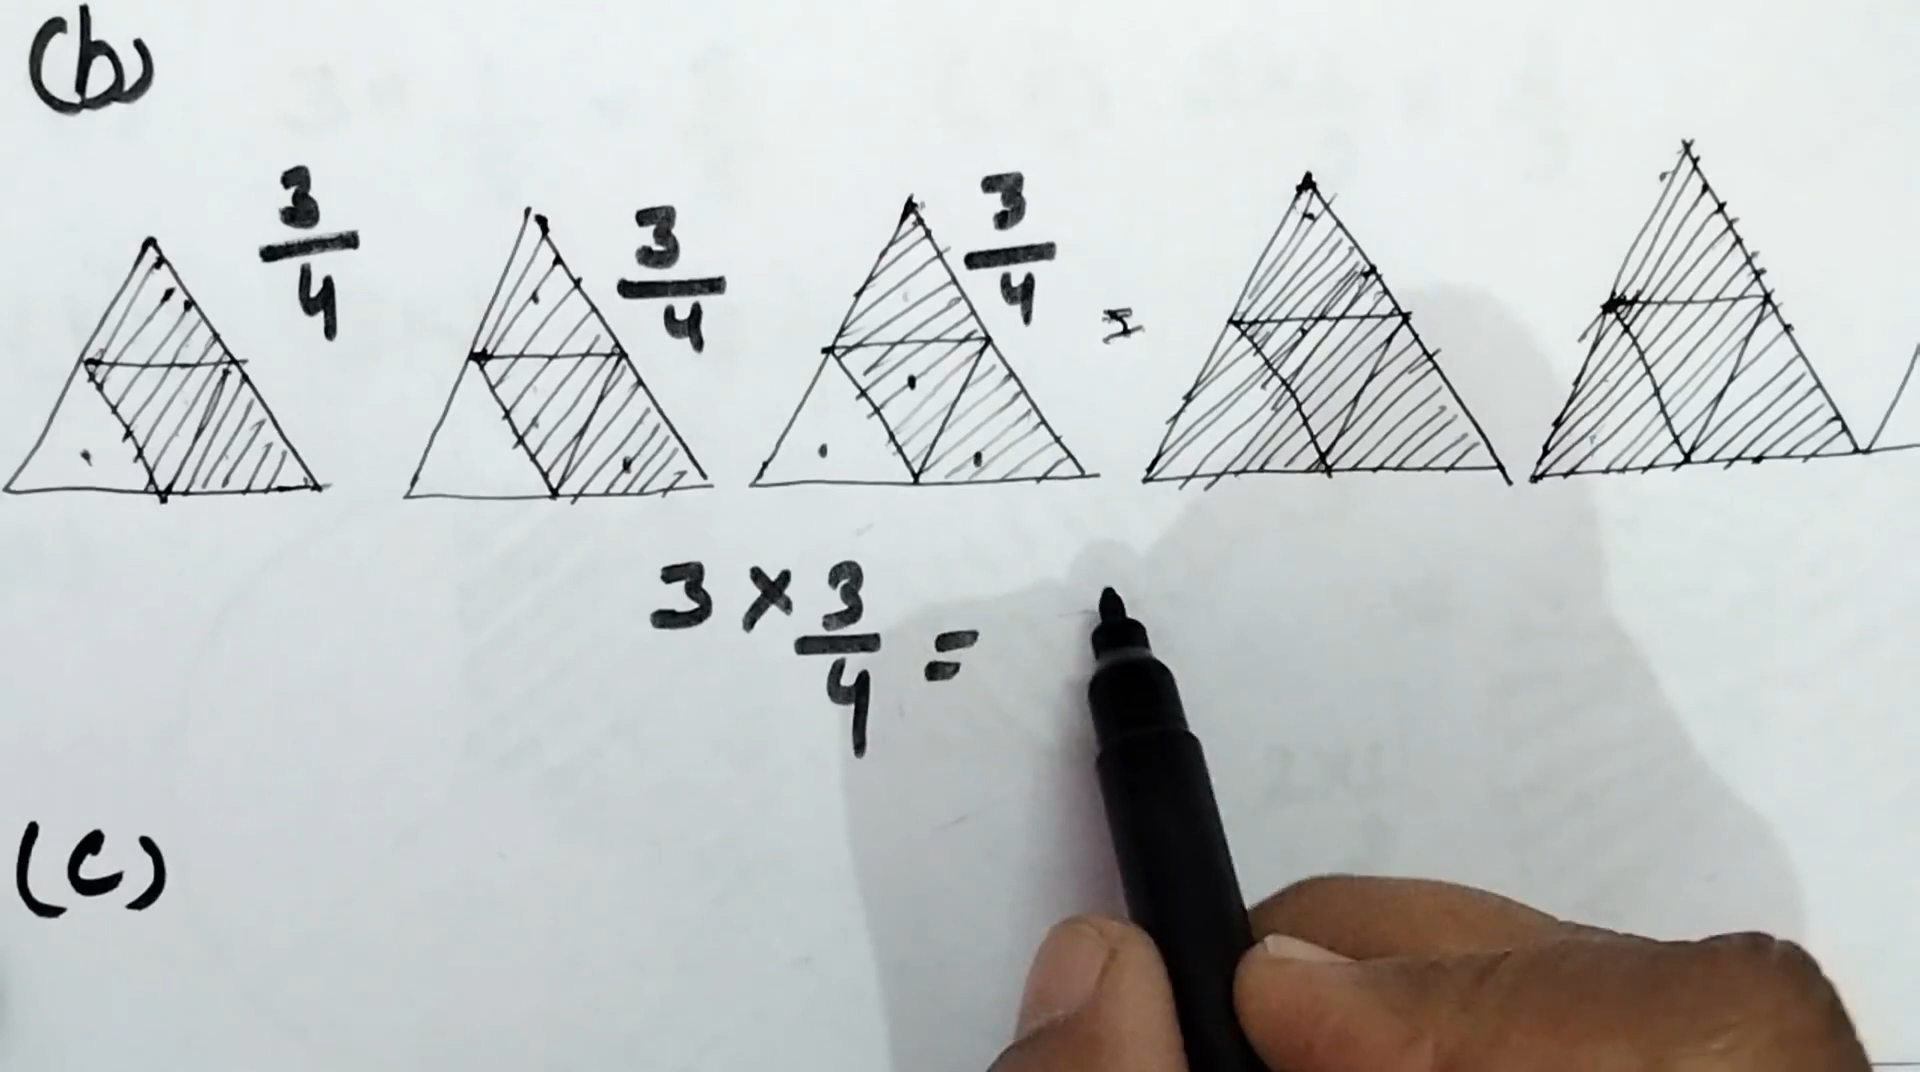 (b)
3/4 3/4 3/4 =
3 × 3/4 =
(c)